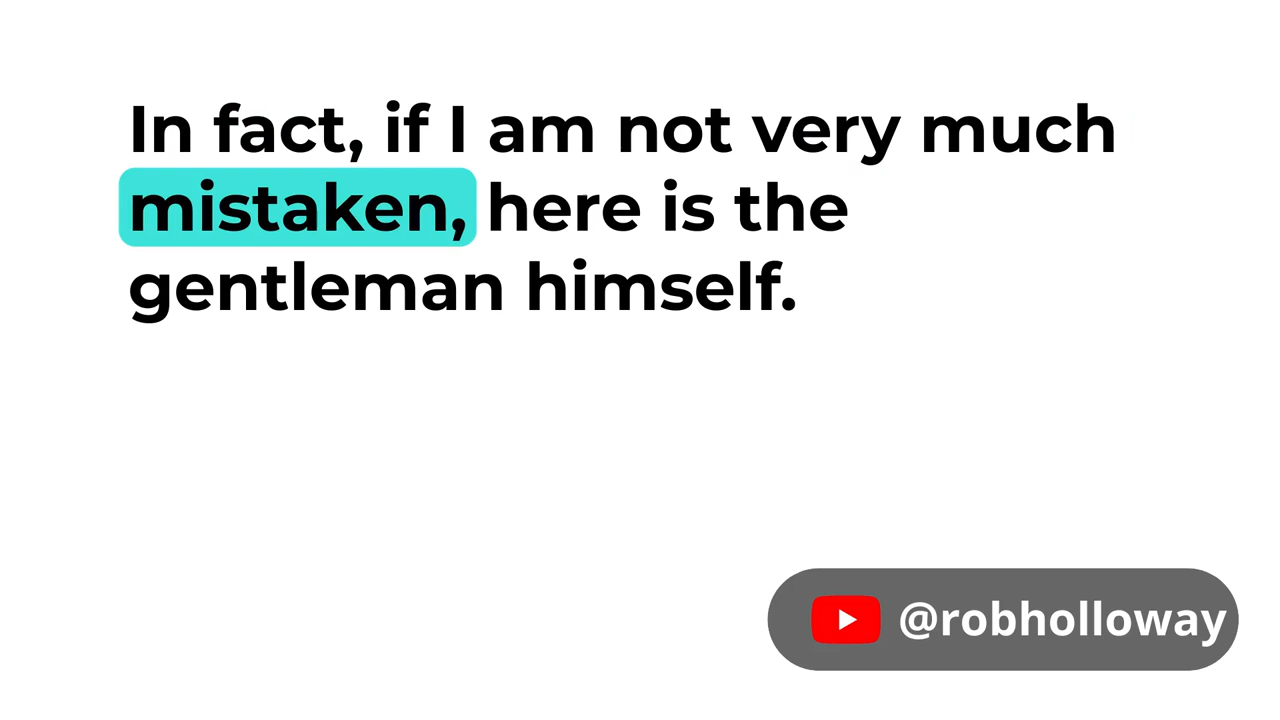 In fact, if I am not very much
mistaken, here is the
gentleman himself.
@robholloway